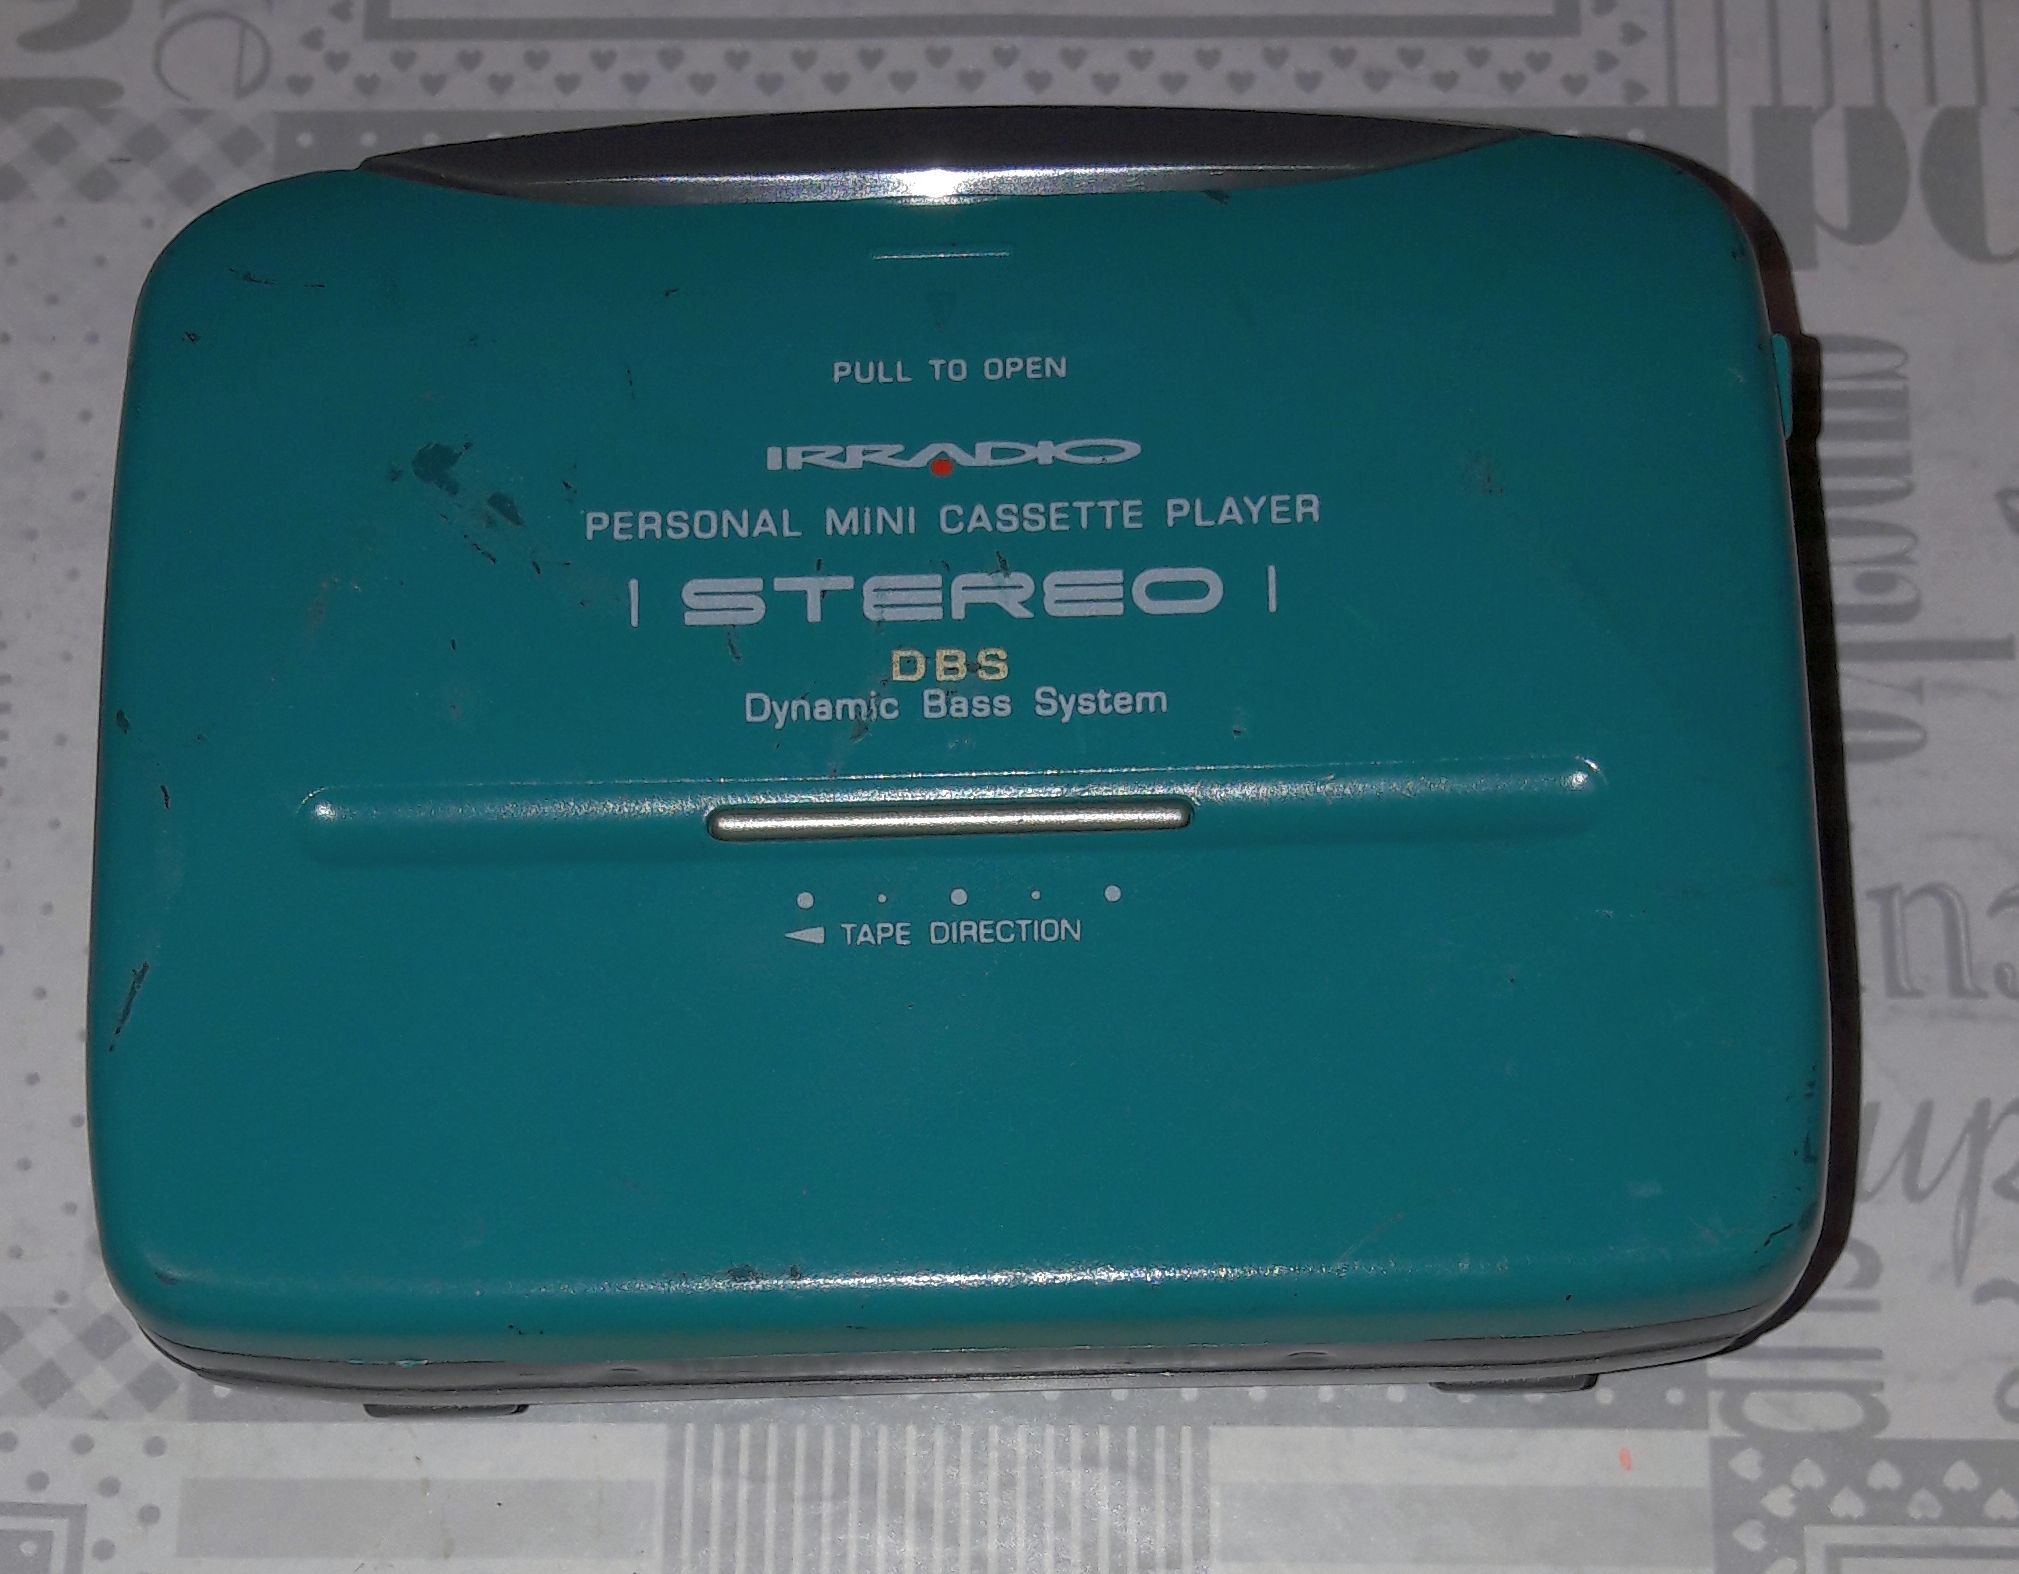 PULL TO OPEN
IRRADIO
PERSONAL MINI CASSETTE PLAYER
STEREO
DBS
Dynamic Bass System
TAPE DIRECTION